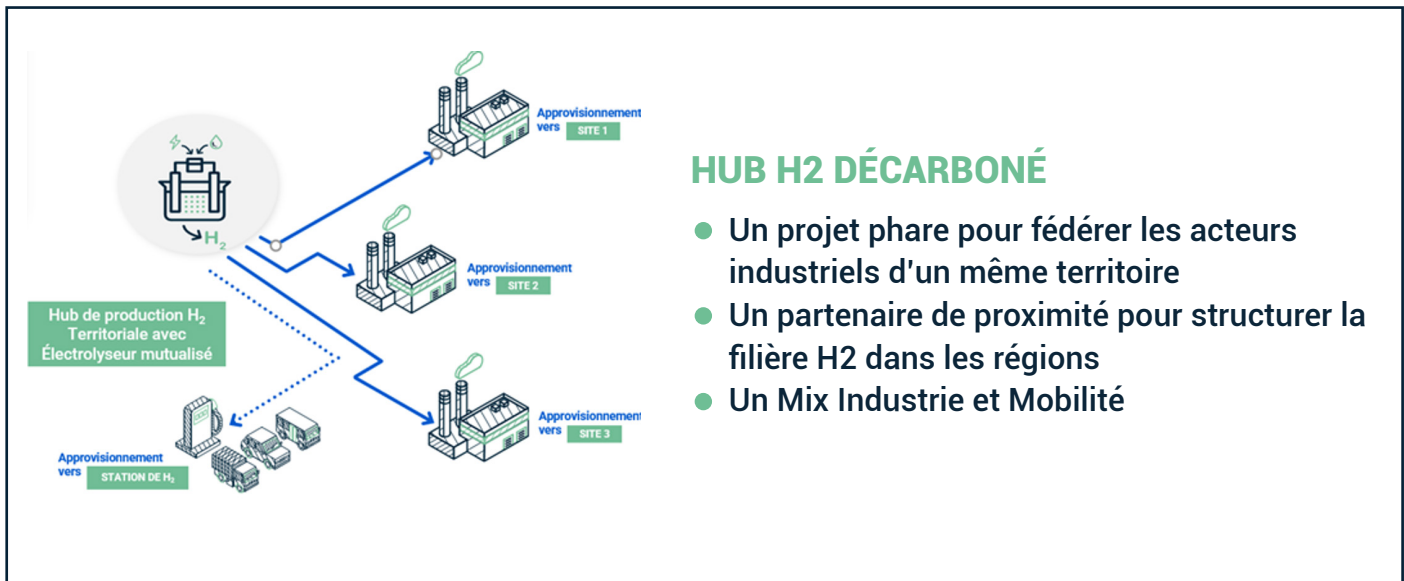 Approvisionnement
vers SITE 1
H₂
Approvisionnement
vers SITE 2
Hub de production H₂
Territoriale avec
Électrolyseur mutualisé
Approvisionnement
vers SITE 3
Approvisionnement
vers STATION DE H₂
HUB H2 DÉCARBONÉ
Un projet phare pour fédérer les acteurs
industriels d'un même territoire
Un partenaire de proximité pour structurer la
filière H2 dans les régions
Un Mix Industrie et Mobilité